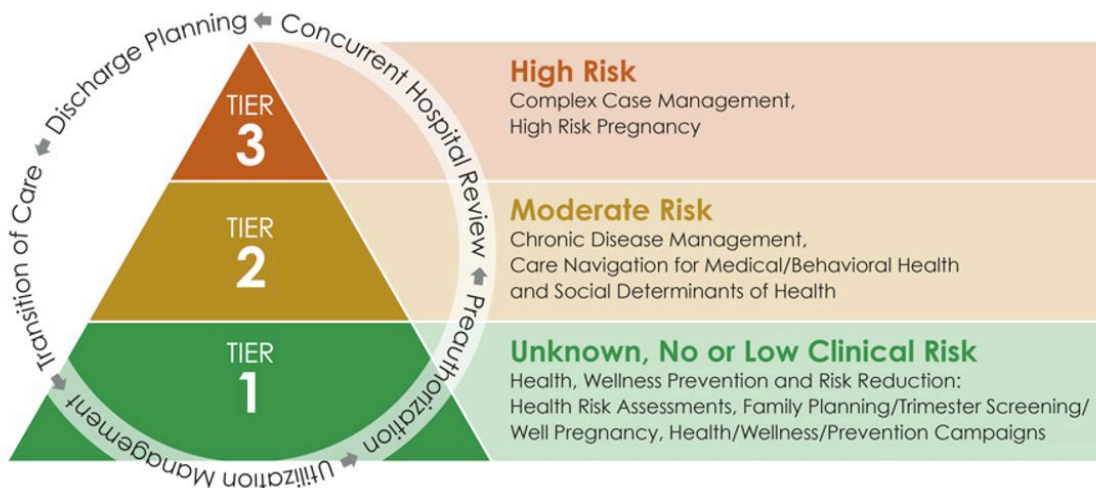 Discharge Planning
Concurrent Hospital Review
Preauthorization
Utilization Management
Transition of Care
TIER
3
High Risk
Complex Case Management,
High Risk Pregnancy
TIER
2
Moderate Risk
Chronic Disease Management,
Care Navigation for Medical/Behavioral Health
and Social Determinants of Health
TIER
1
Unknown, No or Low Clinical Risk
Health, Wellness Prevention and Risk Reduction:
Health Risk Assessments, Family Planning/Trimester Screening/
Well Pregnancy, Health/Wellness/Prevention Campaigns